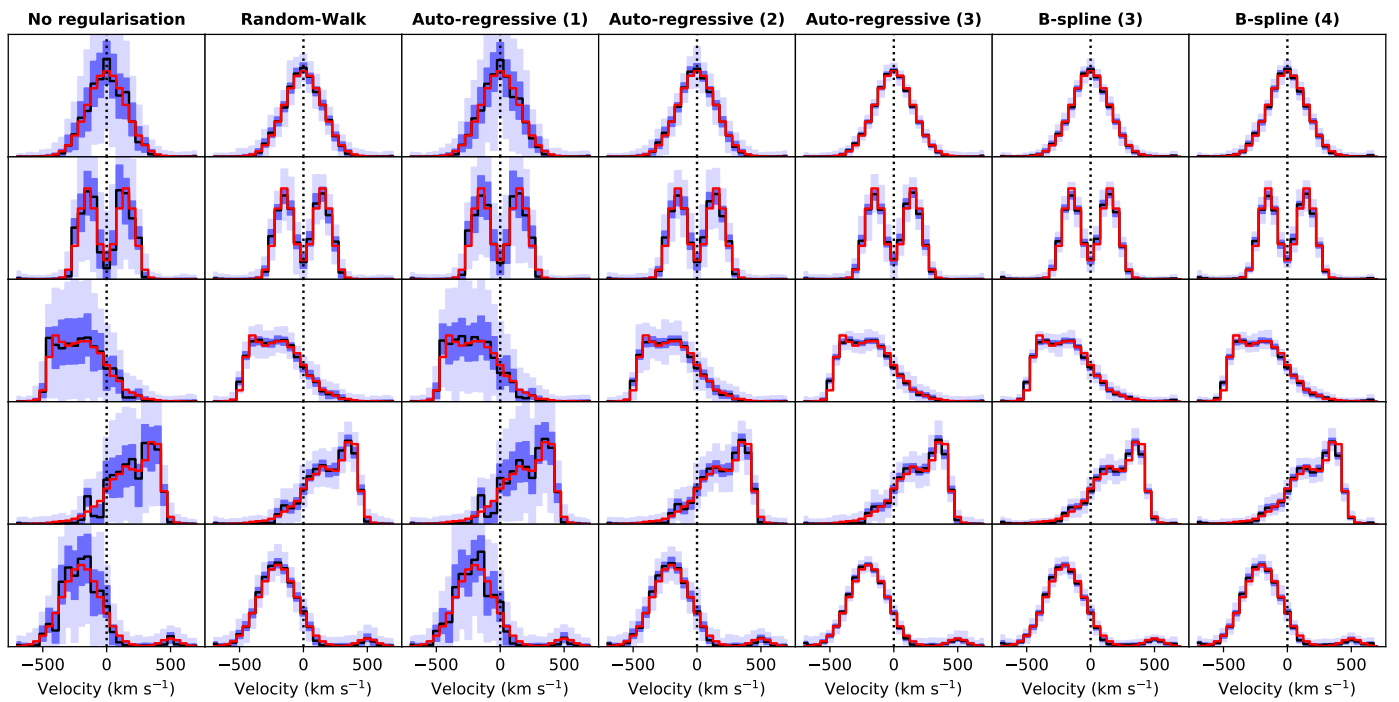 No regularisation Random-Walk Auto-regressive (1) Auto-regressive (2) Auto-regressive (3) B-spline (3) B-spline (4)
−500 0 500 −500 0 500 −500 0 500 −500 0 500 −500 0 500 −500 0 500 −500 0 500
Velocity (km s⁻¹) Velocity (km s⁻¹) Velocity (km s⁻¹) Velocity (km s⁻¹) Velocity (km s⁻¹) Velocity (km s⁻¹) Velocity (km s⁻¹)